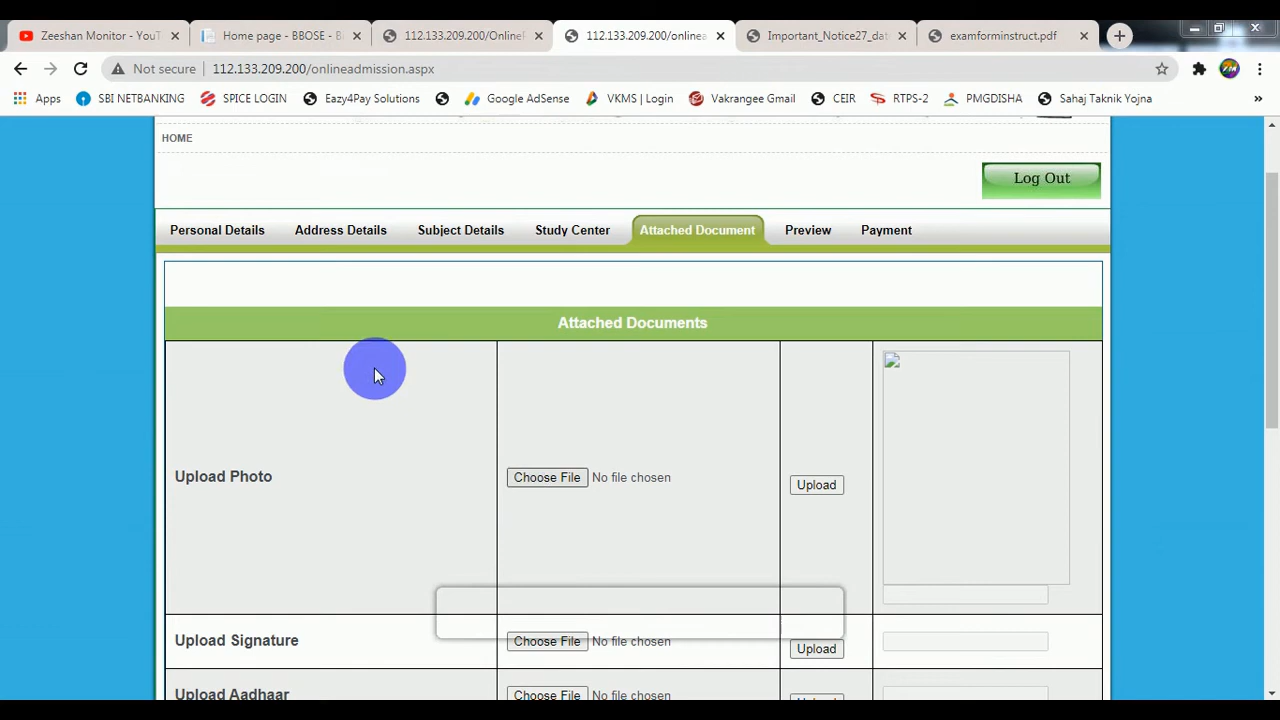 Zeeshan Monitor - YouT
Home page - BBOSE - B
112.133.209.200/OnlineF
112.133.209.200/onlinea
Important_Notice27_dat
examforminstruct.pdf
Not secure
112.133.209.200/onlineadmission.aspx
Apps
SBI NETBANKING
SPICE LOGIN
Eazy4Pay Solutions
Google AdSense
VKMS | Login
Vakrangee Gmail
CEIR
RTPS-2
PMGDISHA
Sahaj Taknik Yojna
»
HOME
Log Out
Personal Details
Address Details
Subject Details
Study Center
Attached Document
Preview
Payment
Attached Documents
Upload Photo
Choose File No file chosen
Upload
Upload Signature
Choose File No file chosen
Upload
Upload Aadhaar
Choose File No file chosen